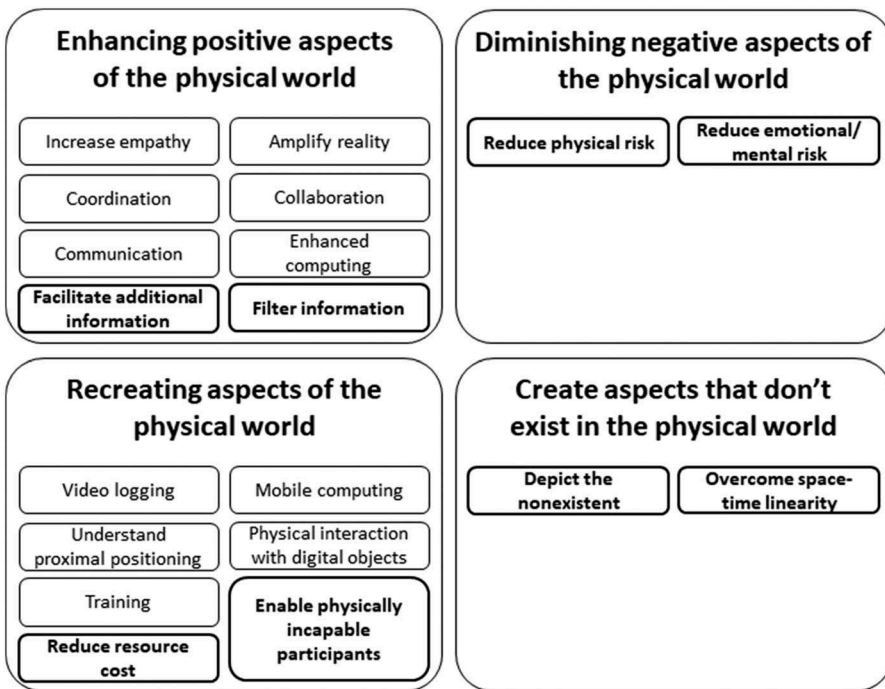 Enhancing positive aspects
of the physical world
Increase empathy
Amplify reality
Coordination
Collaboration
Communication
Enhanced
computing
Facilitate additional
information
Filter information
Diminishing negative aspects of
the physical world
Reduce physical risk
Reduce emotional/
mental risk
Recreating aspects of the
physical world
Video logging
Mobile computing
Understand
proximal positioning
Physical interaction
with digital objects
Training
Enable physically
incapable
participants
Reduce resource
cost
Create aspects that don’t
exist in the physical world
Depict the
nonexistent
Overcome space-
time linearity